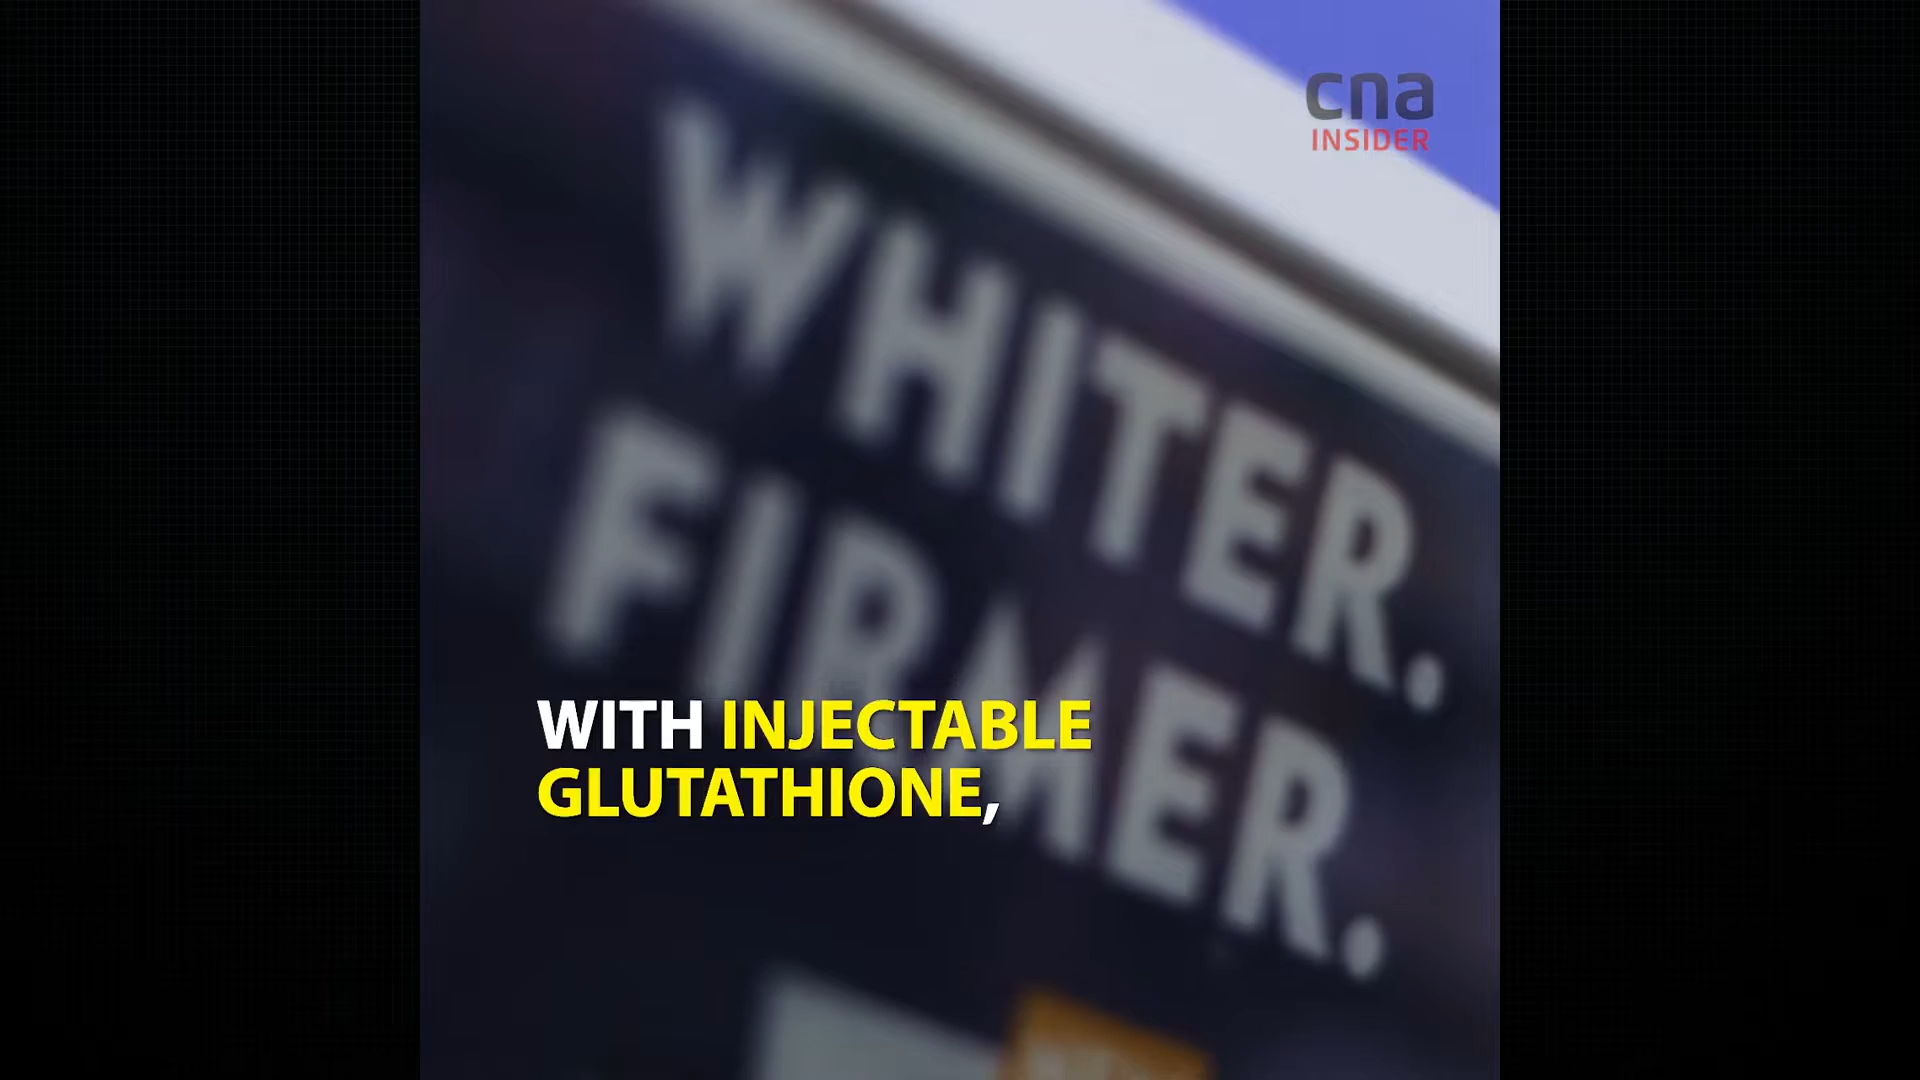 cna
INSIDER
WHITER.
FIRMER.
WITH INJECTABLE
GLUTATHIONE,